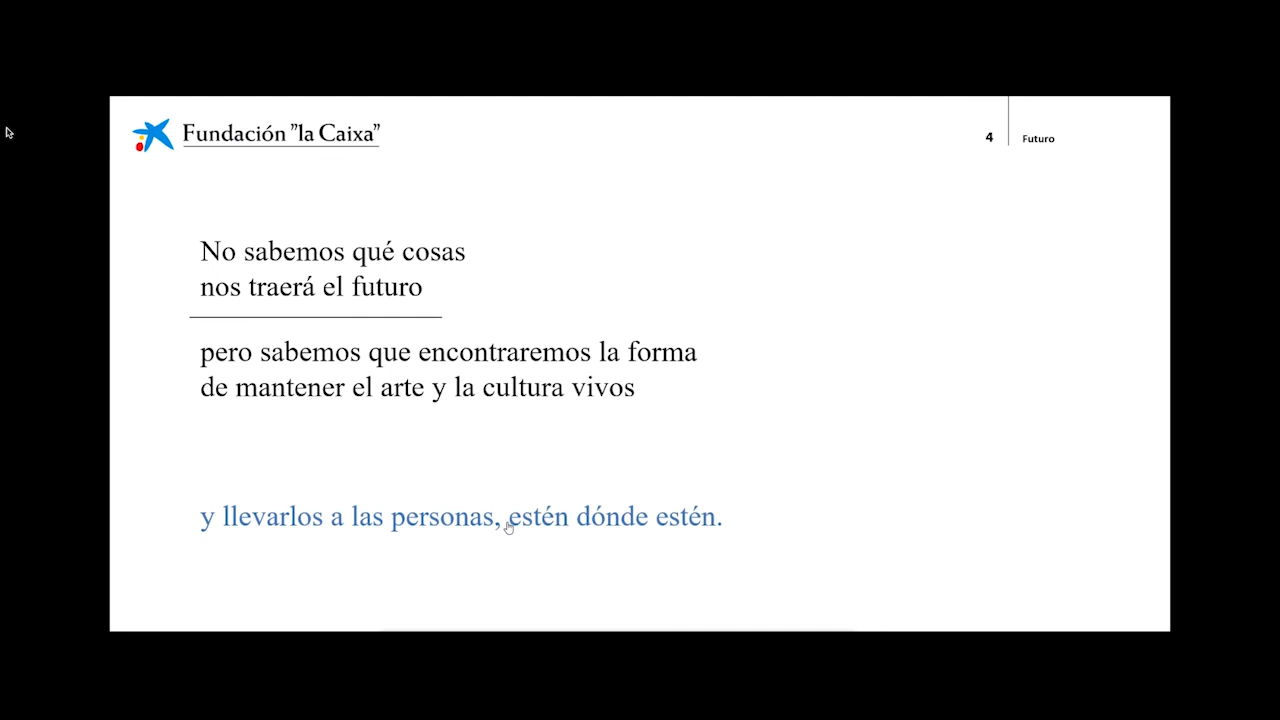 Fundación ”la Caixa”
4 Futuro
No sabemos qué cosas
nos traerá el futuro
pero sabemos que encontraremos la forma
de mantener el arte y la cultura vivos
y llevarlos a las personas, estén dónde estén.